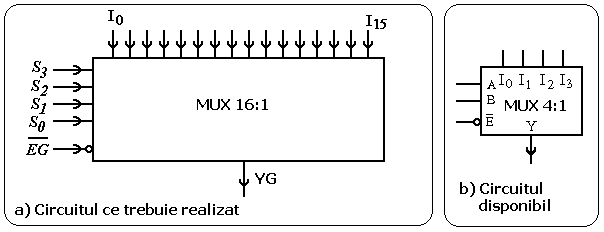 I0 I15
S3
S2
S1
S0
EG
MUX 16:1
YG
a) Circuitul ce trebuie realizat
I0 I1 I2 I3
A
B
E
MUX 4:1
Y
b) Circuitul
disponibil